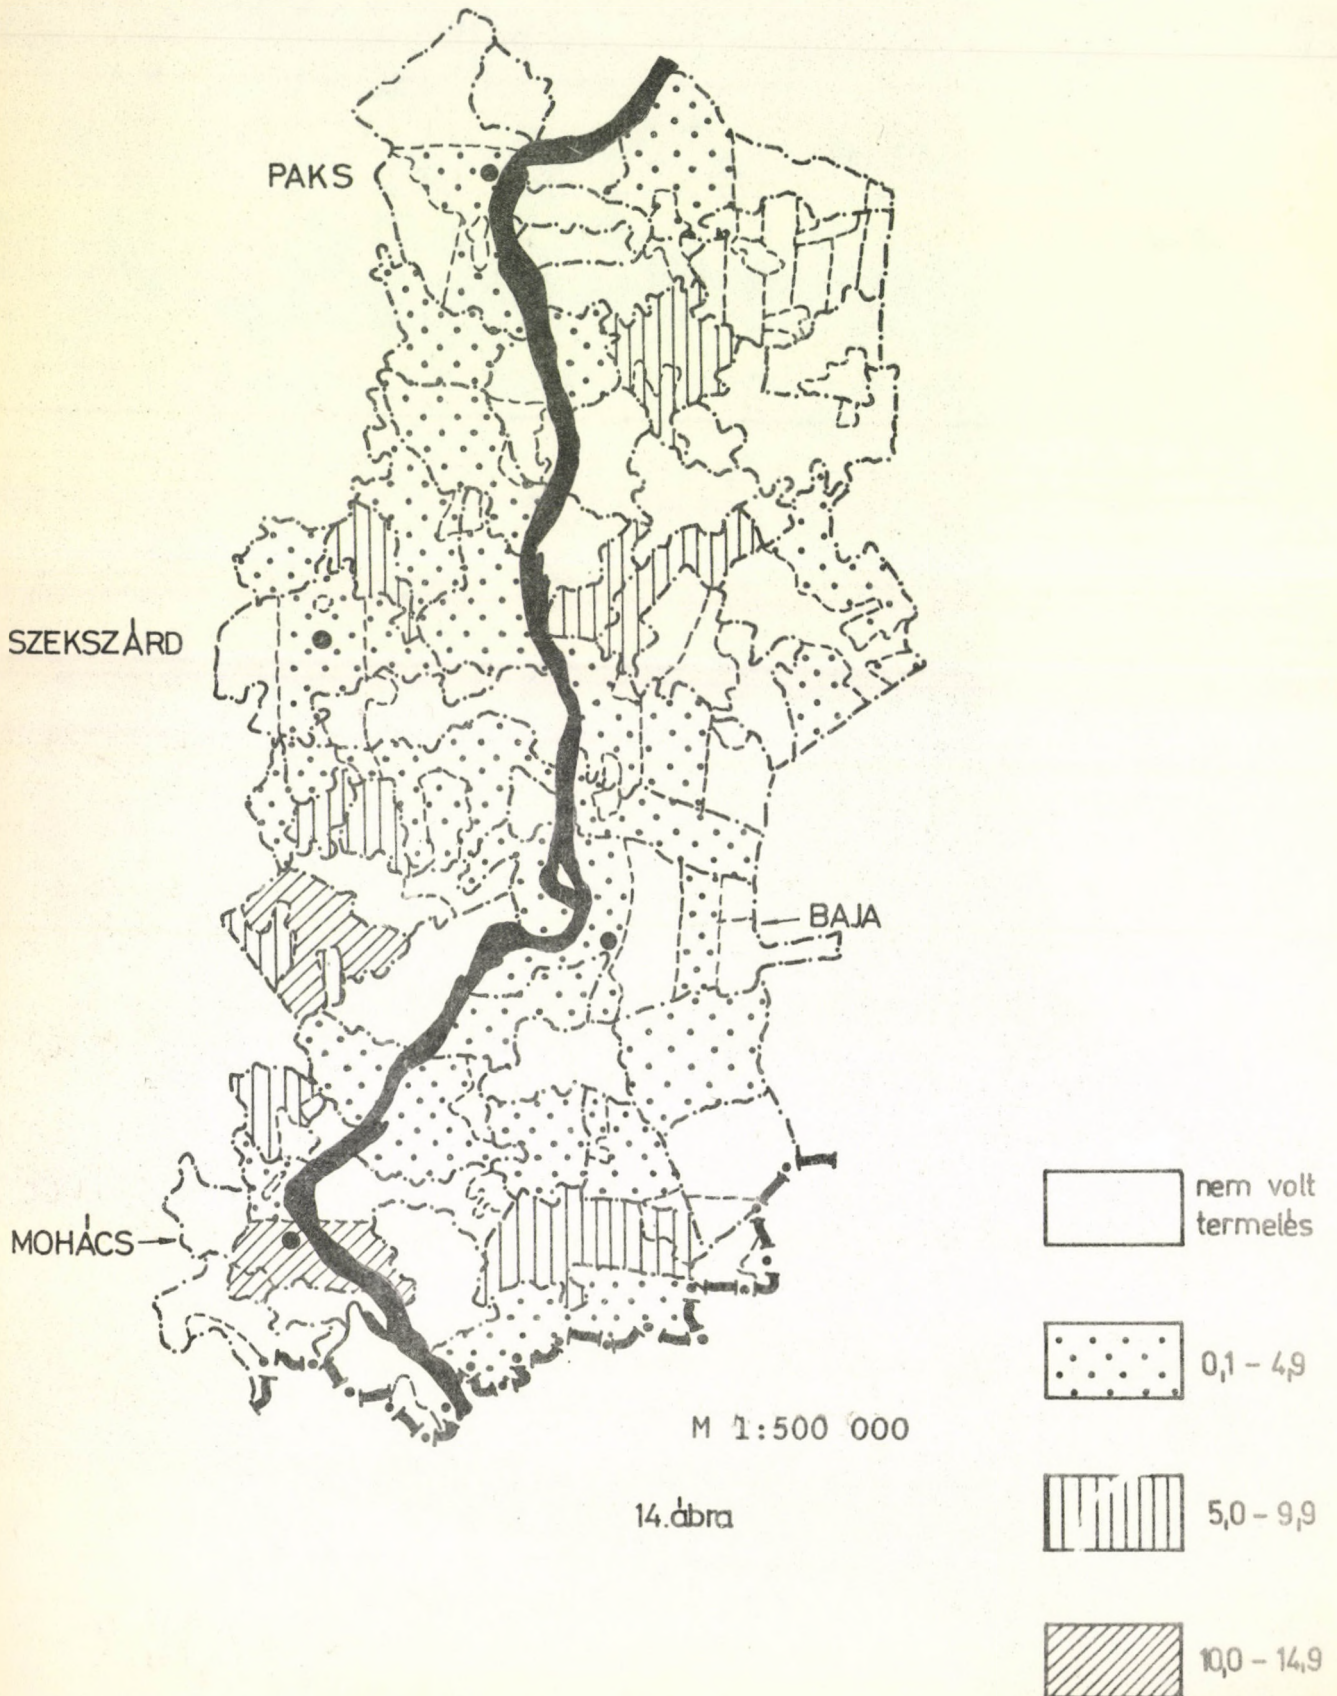 PAKS
SZEKSZÁRD
BAJA
MOHÁCS
nem volt
termelés
0,1 - 4,9
M 1:500 000
14.ábra
5,0 - 9,9
10,0 - 14,9